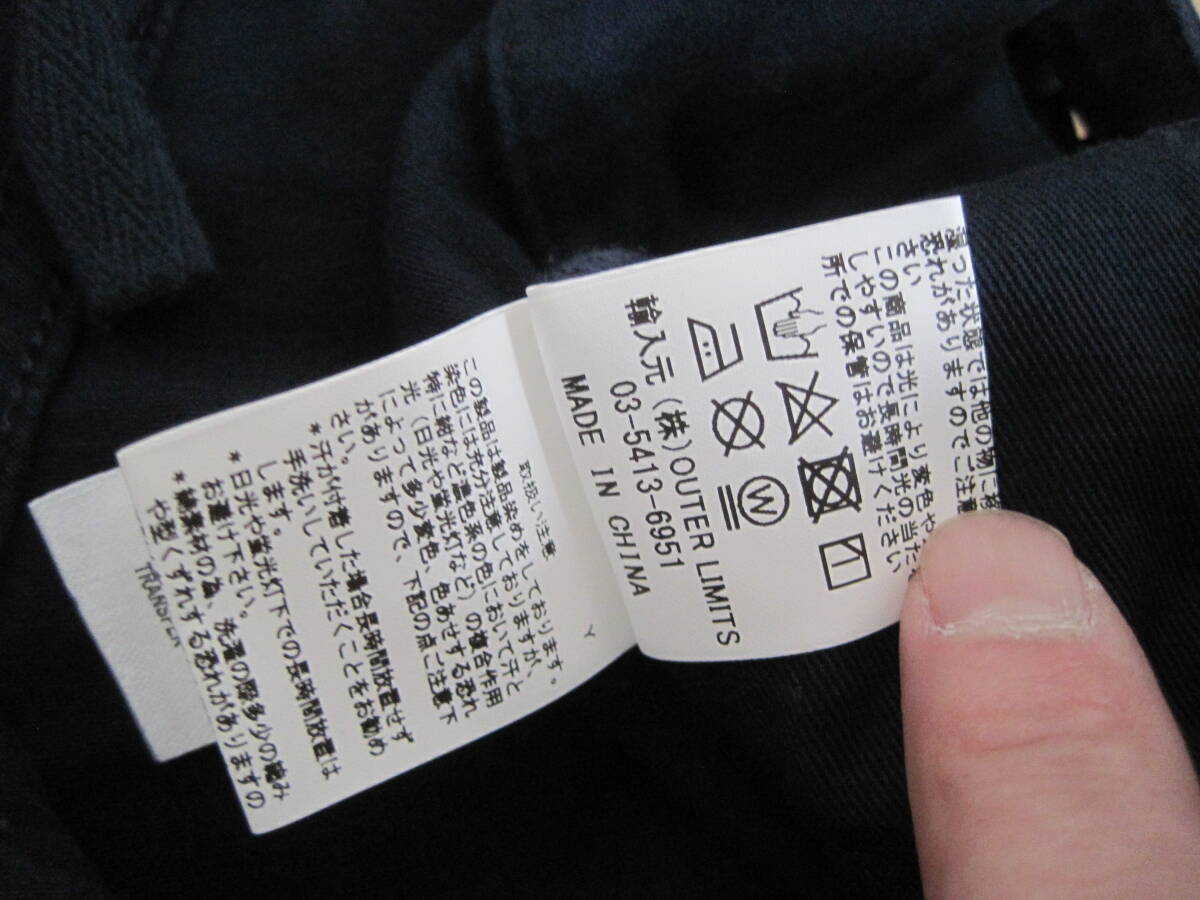 取扱い注意
この製品は製品染めをしております。
染色には充分注意しておりますが、
特に紺など濃色系の色において汗と
光（日光や蛍光灯など）の複合作用
によって多少変色、色あせする恐れ
がありますので、下記の点ご注意下
さい。
*汗が付着した場合長時間放置せず
手洗いしていただくことをお勧め
します。
*日光や蛍光灯下での長時間放置は
お避け下さい。
*綿素材の為、洗濯の際多少の縮み
や型くずれする恐れがありますの
Y
湿った状態では他の物に
恐れがありますのでご注意
さい
この商品は光により変色や
しやすいので長時間光の当た
所での保管はお避けください
W
輸入元 (株)OUTER LIMITS
03-5413-6951
MADE IN CHINA